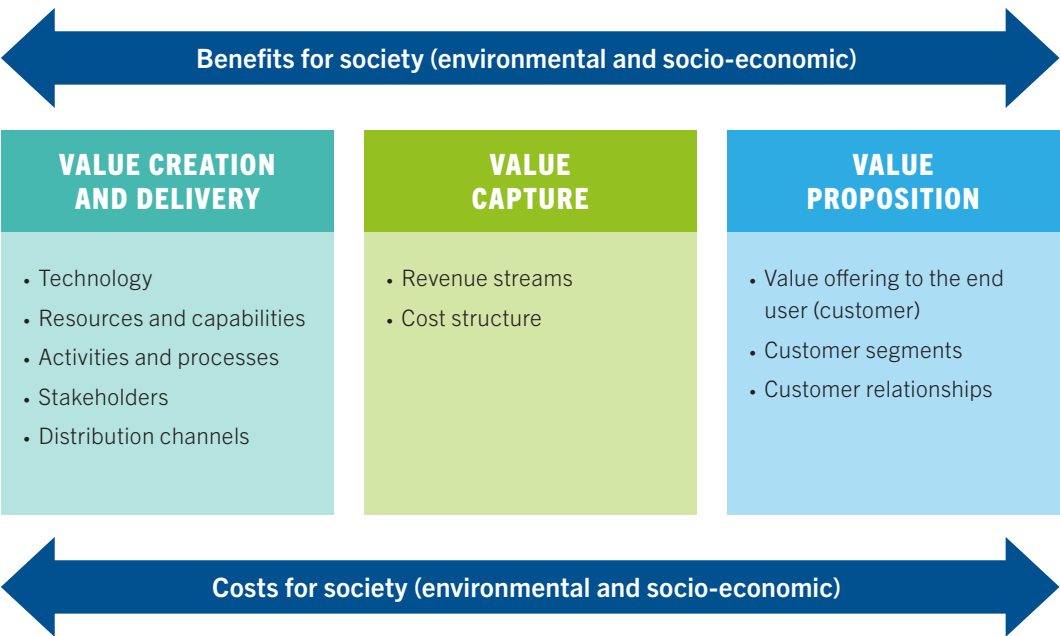 Benefits for society (environmental and socio-economic)
VALUE CREATION
AND DELIVERY
• Technology
• Resources and capabilities
• Activities and processes
• Stakeholders
• Distribution channels
VALUE
CAPTURE
• Revenue streams
• Cost structure
VALUE
PROPOSITION
• Value offering to the end
user (customer)
• Customer segments
• Customer relationships
Costs for society (environmental and socio-economic)